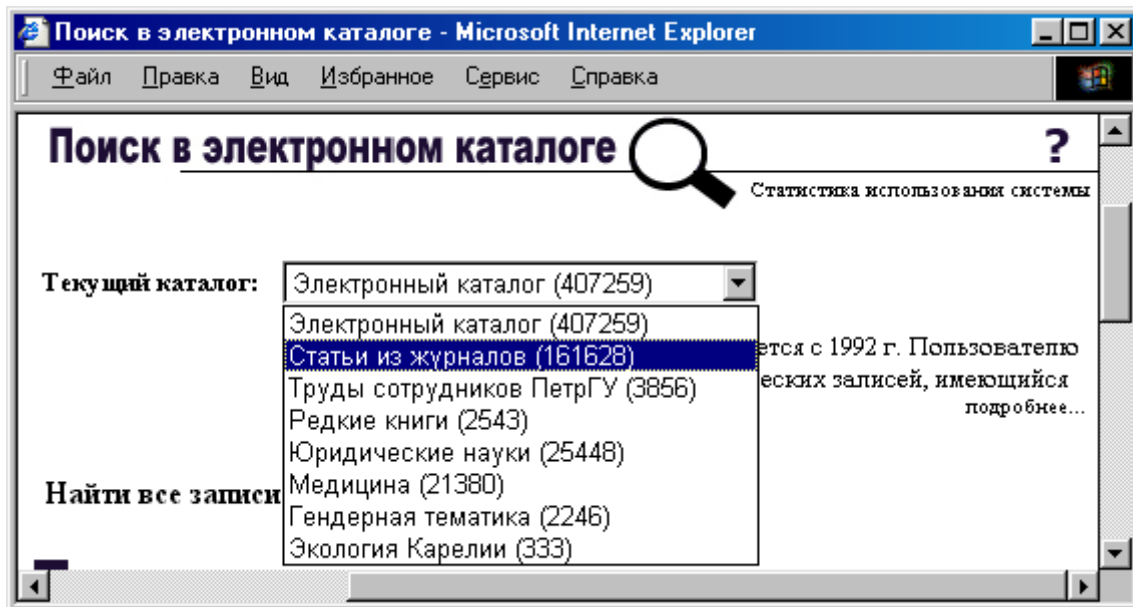 Поиск в электронном каталоге - Microsoft Internet Explorer
Файл Правка Вид Избранное Сервис Справка
Поиск в электронном каталоге ?
Статистика использования системы
Текущий каталог: Электронный каталог (407259)
Электронный каталог (407259)
Статьи из журналов (161628)
ется с 1992 г. Пользователю
Труды сотрудников ПетрГУ (3856)
еских записей, имеющийся
Редкие книги (2543)
подробнее...
Юридические науки (25448)
Найти все записи
Медицина (21380)
Гендерная тематика (2246)
Экология Карелии (333)